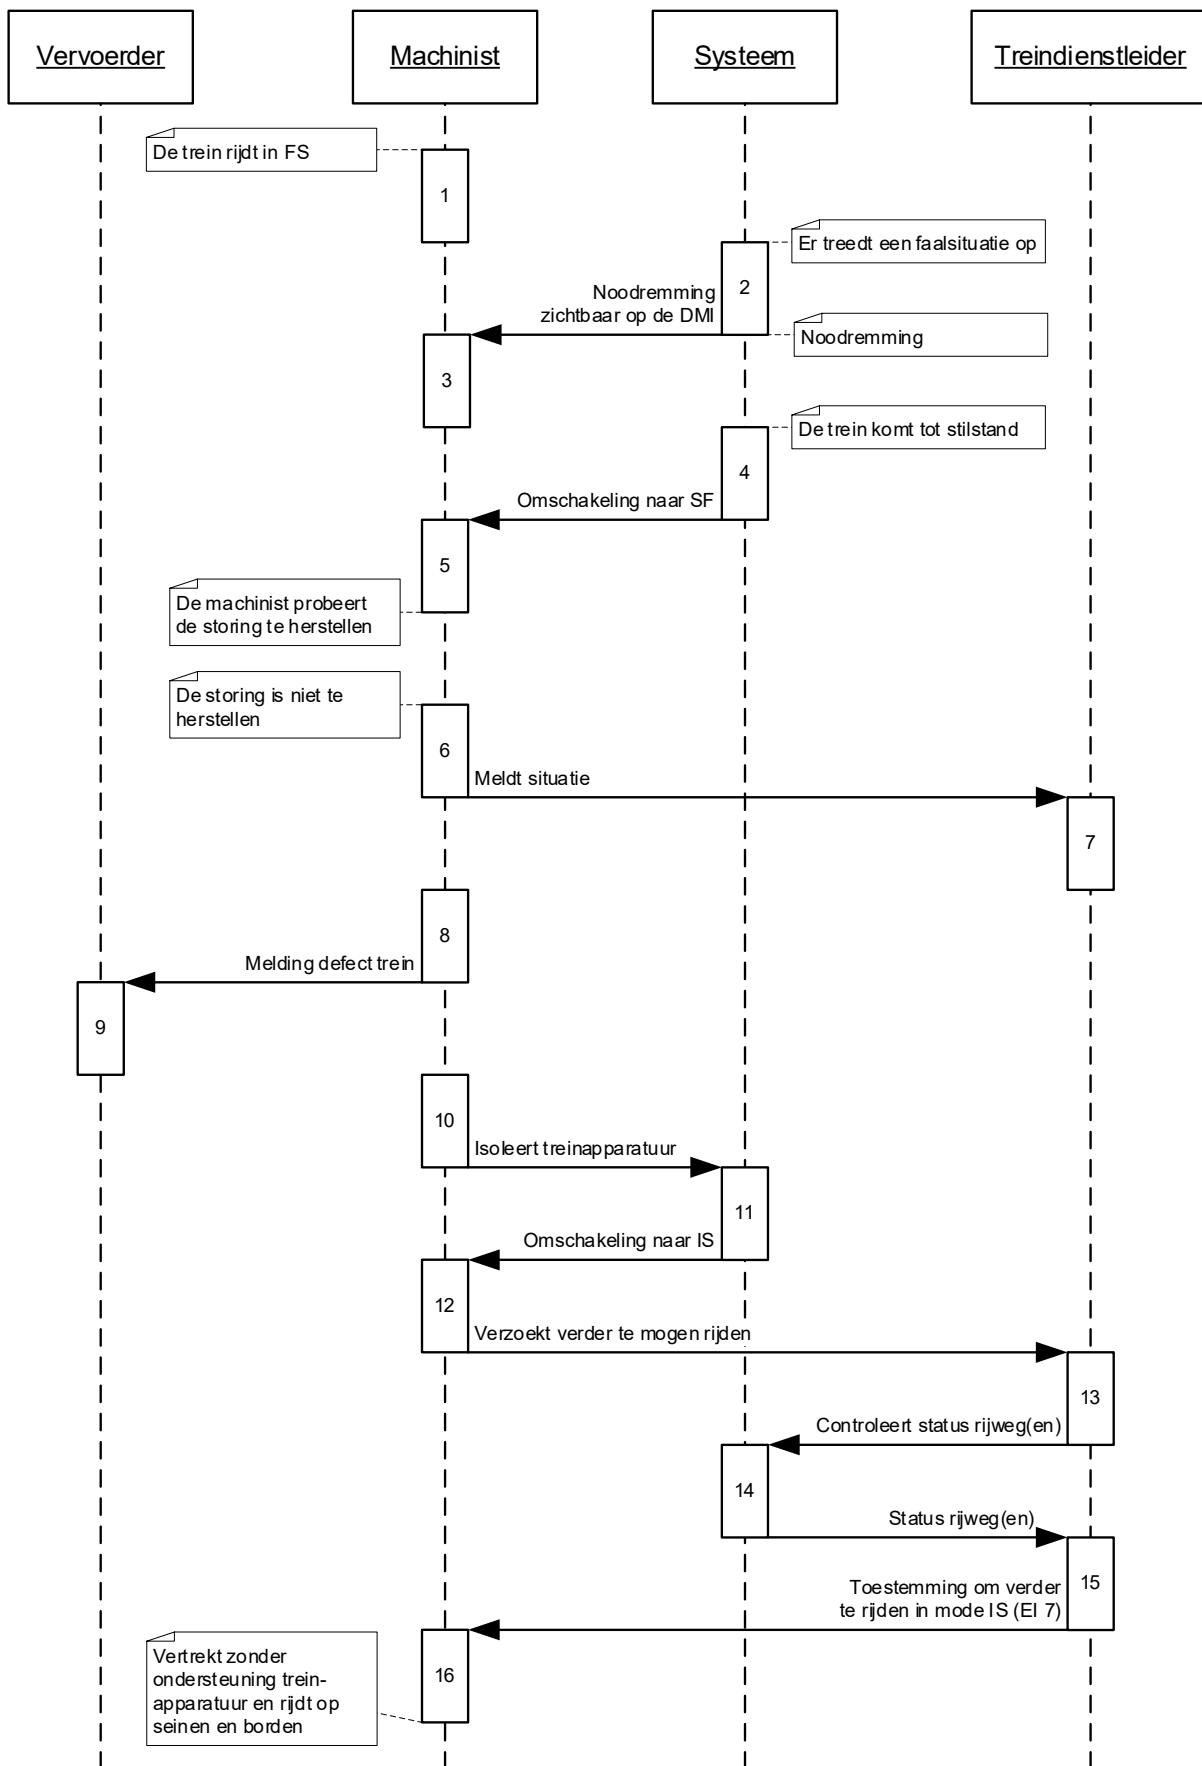 Vervoerder
Machinist
Systeem
Treindienstleider
De trein rijdt in FS
1
Er treedt een faalsituatie op
2
Noodremming
zichtbaar op de DMI
Noodremming
3
De trein komt tot stilstand
4
Omschakeling naar SF
5
De machinist probeert
de storing te herstellen
De storing is niet te
herstellen
6
Meldt situatie
7
8
Melding defect trein
9
10
Isoleert treinapparatuur
11
Omschakeling naar IS
12
Verzoekt verder te mogen rijden
13
Controleert status rijweg(en)
14
Status rijweg(en)
15
Toestemming om verder
te rijden in mode IS (EI 7)
Vertrekt zonder
ondersteuning trein-
apparatuur en rijdt op
seinen en borden
16